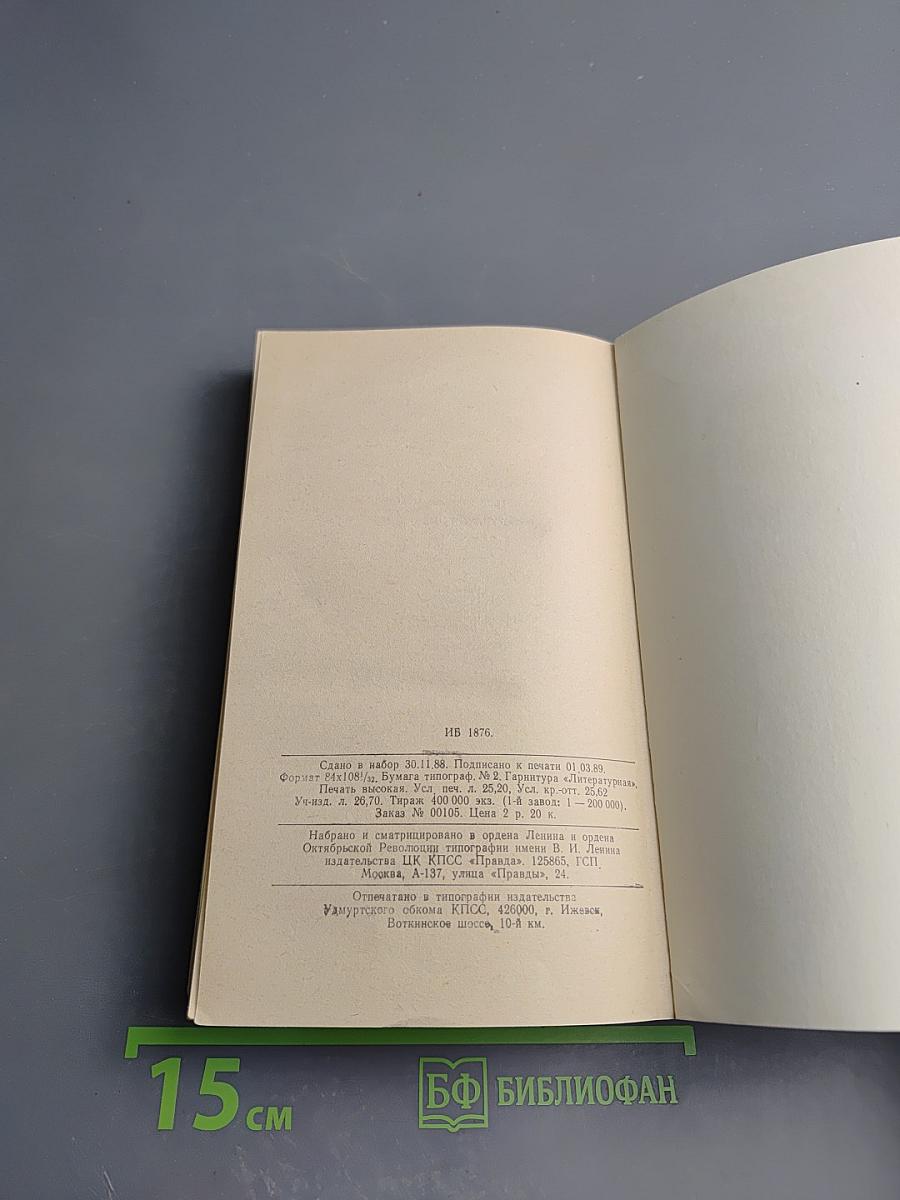 ИБ 1876.
Сдано в набор 30.11.88. Подписано к печати 01.03.89.
Формат 84х108¹/₃₂. Бумага типограф. № 2. Гарнитура «Литературная».
Печать высокая. Усл. печ. л. 25,20, Усл. кр.-отт. 25,62
Уч-изд. л. 26,70. Тираж 400 000 экз. (1-й завод: 1 — 200 000).
Заказ № 00105. Цена 2 р. 20 к.
Набрано и сматрицировано в ордена Ленина и ордена
Октябрьской Революции типографии имени В. И. Ленина
издательства ЦК КПСС «Правда». 125865, ГСП
Москва, А-137, улица «Правды», 24.
Отпечатано в типографии издательства
Удмуртского обкома КПСС, 426000, г. Ижевск,
Воткинское шоссе, 10-й км.
15 см
БФ БИБЛИОФАН